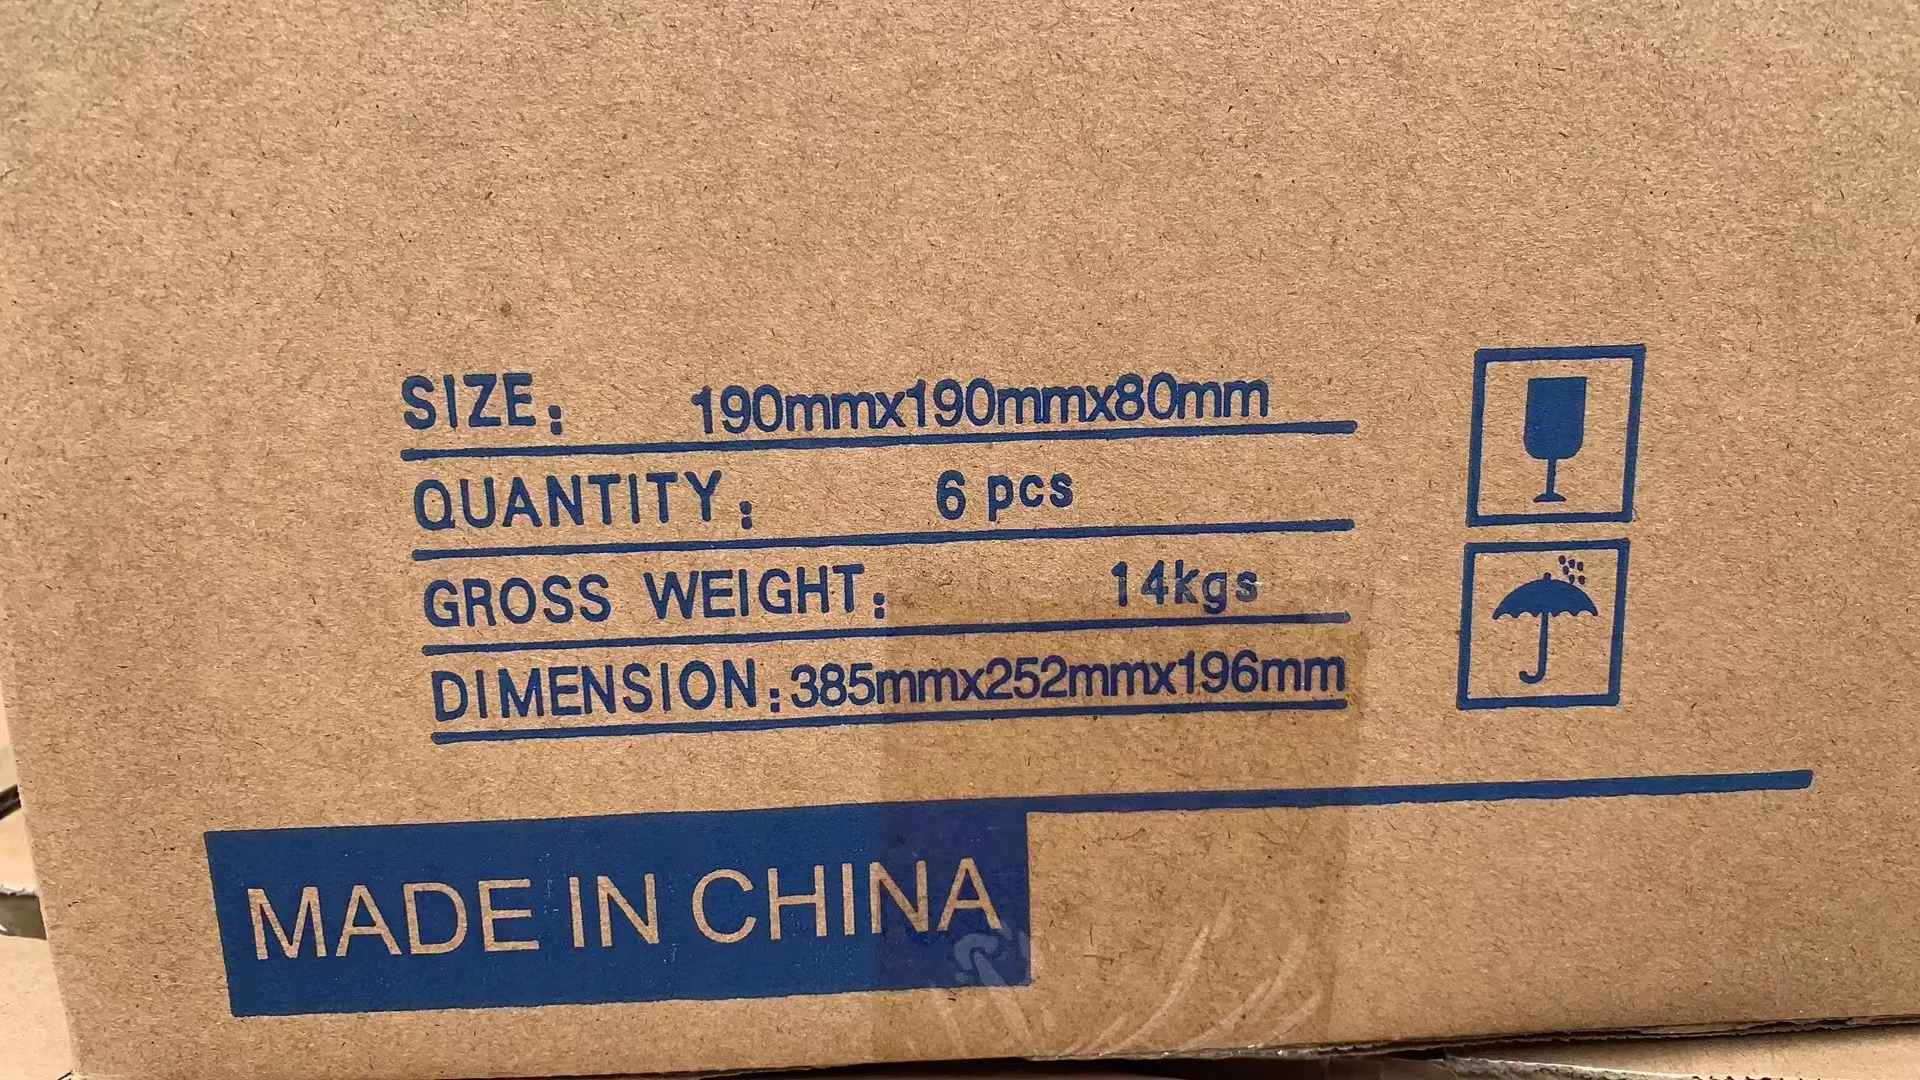 SIZE: 190mmx190mmx80mm
QUANTITY: 6 pcs
GROSS WEIGHT: 14kgs
DIMENSION: 385mmx252mmx196mm
MADE IN CHINA